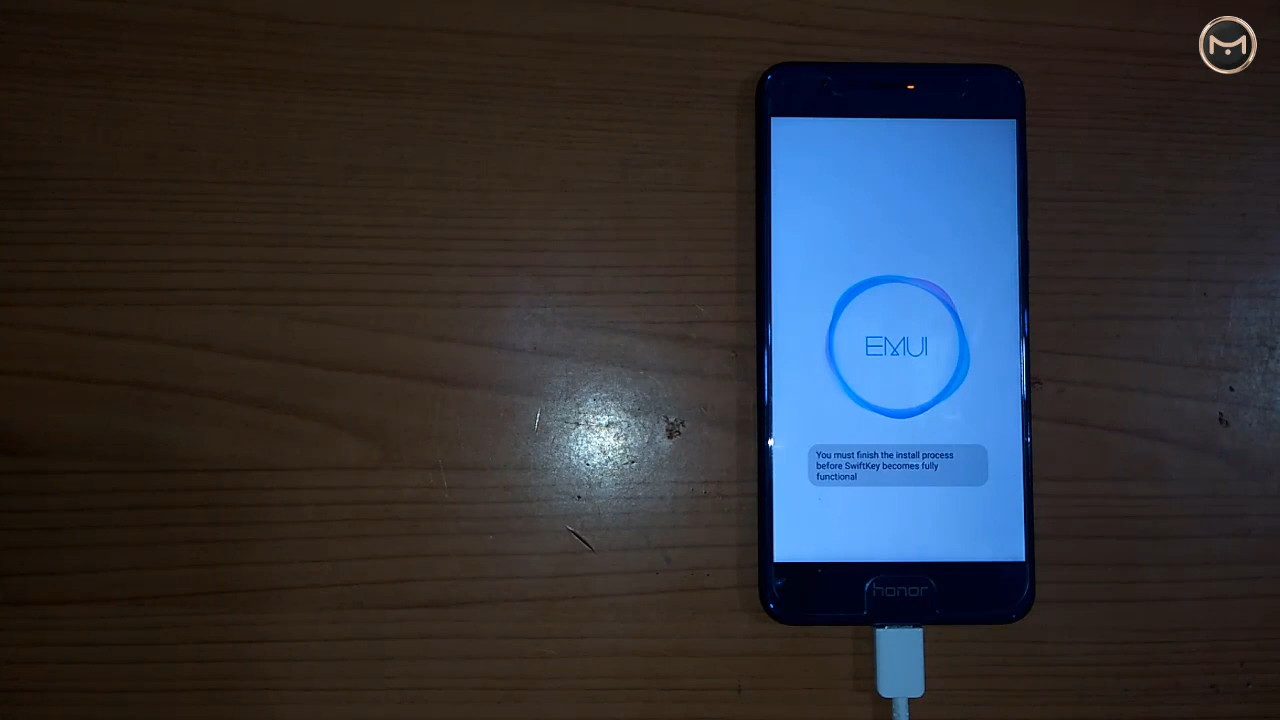 EMUI
You must finish the install process
before SwiftKey becomes fully
functional
honor